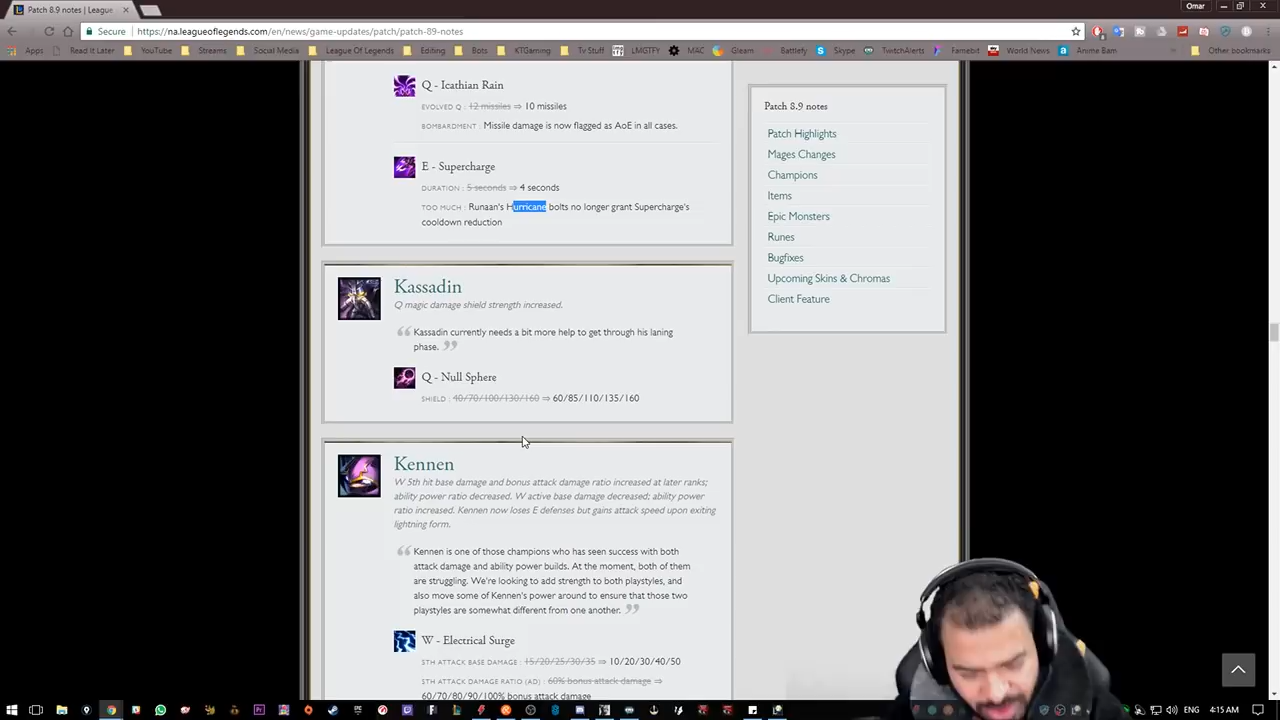 Patch 8.9 notes | League
Omar
Secure
https://na.leagueoflegends.com/en/news/game-updates/patch/patch-89-notes
Apps Read It Later YouTube Streams Social Media League Of Legends Editing Bots KTGaming Tv Stuff LMGTFY MAC Gleam Battlefy Skype TwitchAlerts Famebit World News Anime Bam Other bookmarks
Q - Icathian Rain
EVOLVED Q : 12 missiles ⇒ 10 missiles
BOMBARDMENT : Missile damage is now flagged as AoE in all cases.
E - Supercharge
DURATION : 5 seconds ⇒ 4 seconds
TOO MUCH : Runaan's Hurricane bolts no longer grant Supercharge's
cooldown reduction
Kassadin
Q magic damage shield strength increased.
Kassadin currently needs a bit more help to get through his laning
phase.
Q - Null Sphere
SHIELD : 40/70/100/130/160 ⇒ 60/85/110/135/160
Kennen
W 5th hit base damage and bonus attack damage ratio increased at later ranks;
ability power ratio decreased. W active base damage decreased; ability power
ratio increased. Kennen now loses E defenses but gains attack speed upon exiting
lightning form.
Kennen is one of those champions who has seen success with both
attack damage and ability power builds. At the moment, both of them
are struggling. We're looking to add strength to both playstyles, and
also move some of Kennen's power around to ensure that those two
playstyles are somewhat different from one another.
W - Electrical Surge
5TH ATTACK BASE DAMAGE : 15/20/25/30/35 ⇒ 10/20/30/40/50
5TH ATTACK DAMAGE RATIO (AD) : 60% bonus attack damage ⇒
60/70/80/90/100% bonus attack damage
Patch 8.9 notes
Patch Highlights
Mages Changes
Champions
Items
Epic Monsters
Runes
Bugfixes
Upcoming Skins & Chromas
Client Feature
4:15 AM